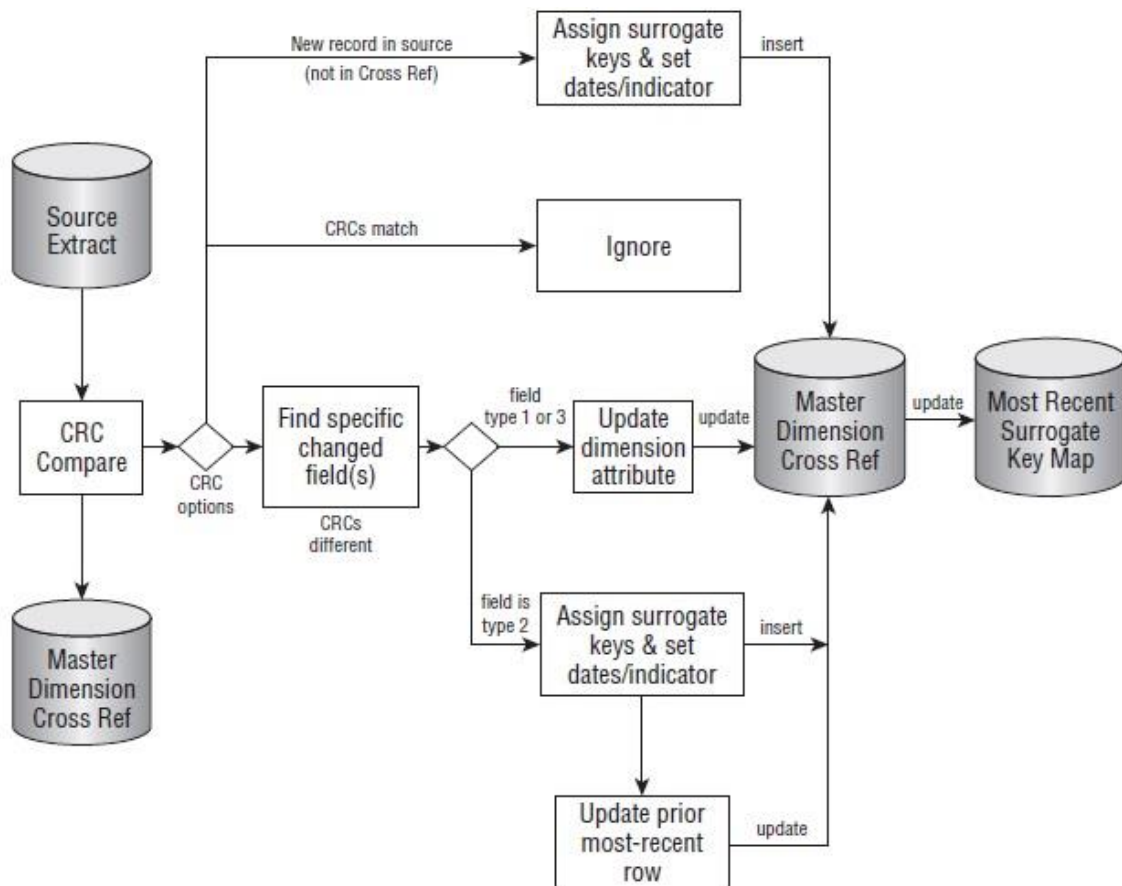 New record in source
(not in Cross Ref)
Assign surrogate
keys & set
dates/indicator
insert
Source
Extract
CRCs match
Ignore
CRC
Compare
CRC
options
Find specific
changed
field(s)
CRCs
different
field
type 1 or 3
Update
dimension
attribute
update
Master
Dimension
Cross Ref
update
Most Recent
Surrogate
Key Map
Master
Dimension
Cross Ref
field is
type 2
Assign surrogate
keys & set
dates/indicator
insert
Update prior
most-recent
row
update